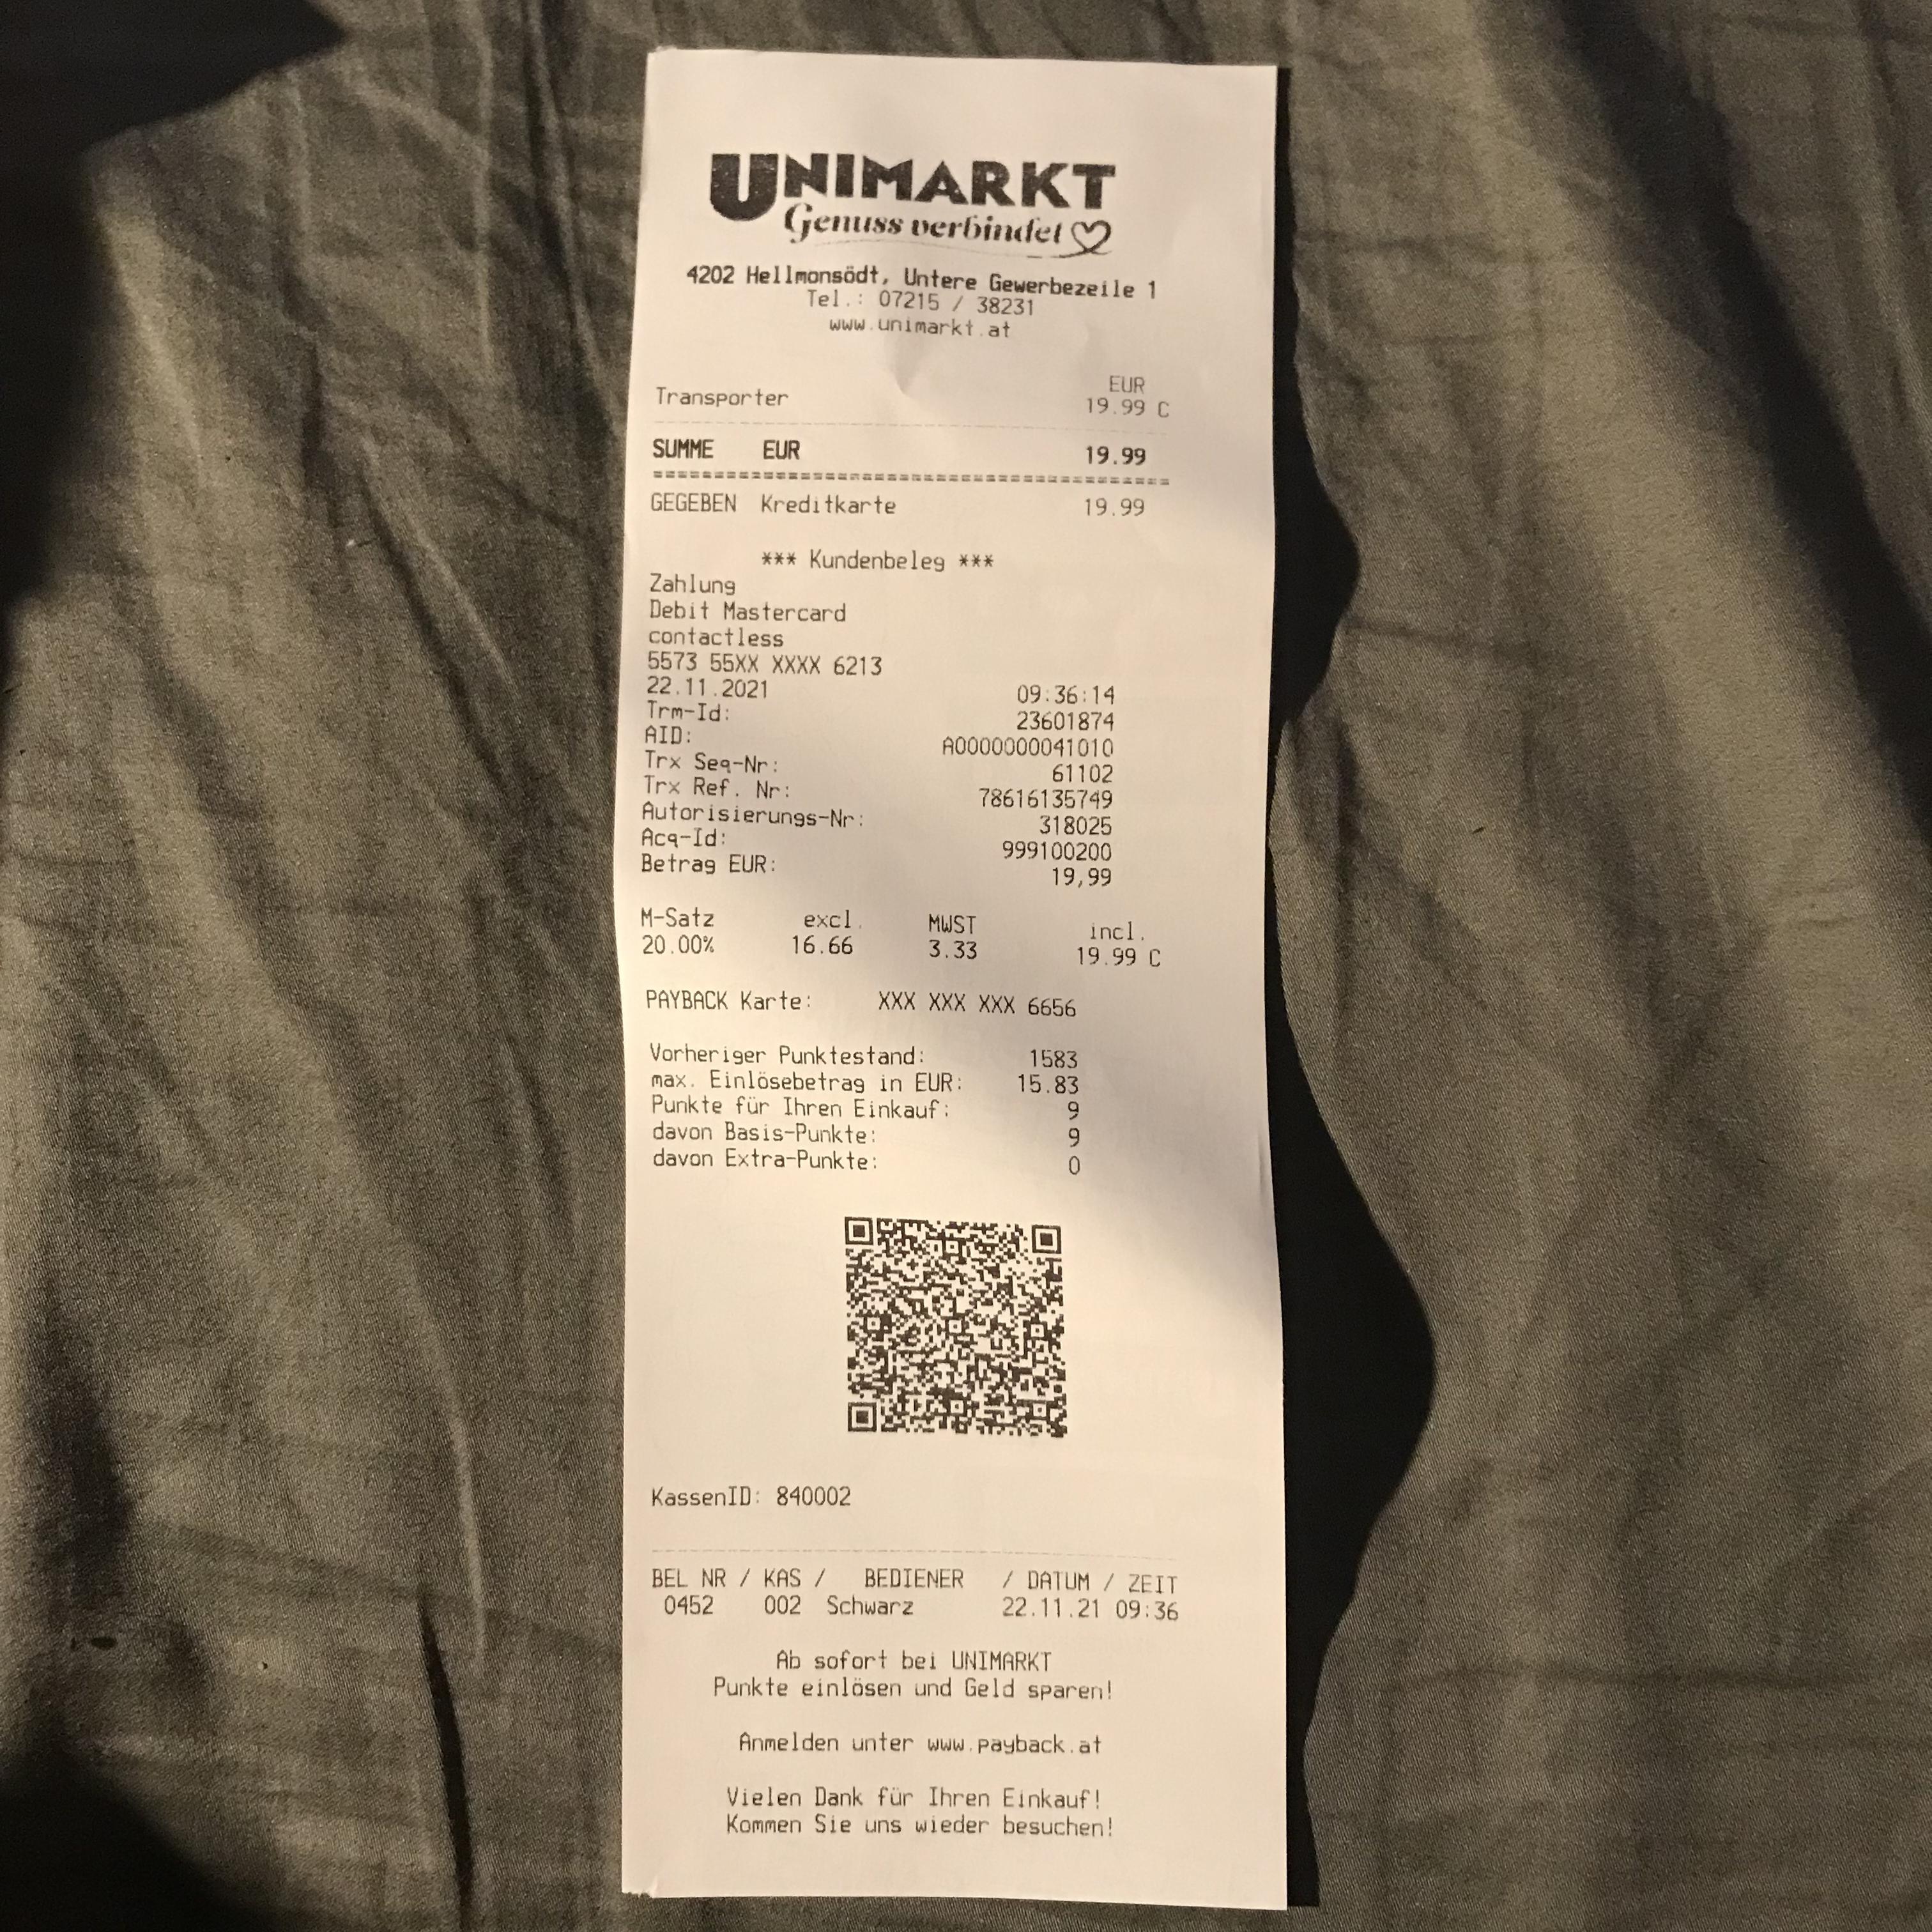 UNIMARKT
Genuss verbindet
4202 Hellmonsödt, Untere Gewerbezeile 1
Tel.: 07215 / 38231
www.unimarkt.at
EUR
Transporter 19.99 C
SUMME EUR 19.99
=========================================
GEGEBEN Kreditkarte 19.99
*** Kundenbeleg ***
Zahlung
Debit Mastercard
contactless
5573 55XX XXXX 6213
22.11.2021 09:36:14
Trm-Id: 23601874
AID: A0000000041010
Trx Seq-Nr: 61102
Trx Ref. Nr: 78616135749
Autorisierungs-Nr: 318025
Acq-Id: 999100200
Betrag EUR: 19,99
M-Satz excl. MWST incl.
20.00% 16.66 3.33 19.99 C
PAYBACK Karte: XXX XXX XXX 6656
Vorheriger Punktestand: 1583
max. Einlösebetrag in EUR: 15.83
Punkte für Ihren Einkauf: 9
davon Basis-Punkte: 9
davon Extra-Punkte: 0
KassenID: 840002
BEL NR / KAS / BEDIENER / DATUM / ZEIT
0452 002 Schwarz 22.11.21 09:36
Ab sofort bei UNIMARKT
Punkte einlösen und Geld sparen!
Anmelden unter www.payback.at
Vielen Dank für Ihren Einkauf!
Kommen Sie uns wieder besuchen!